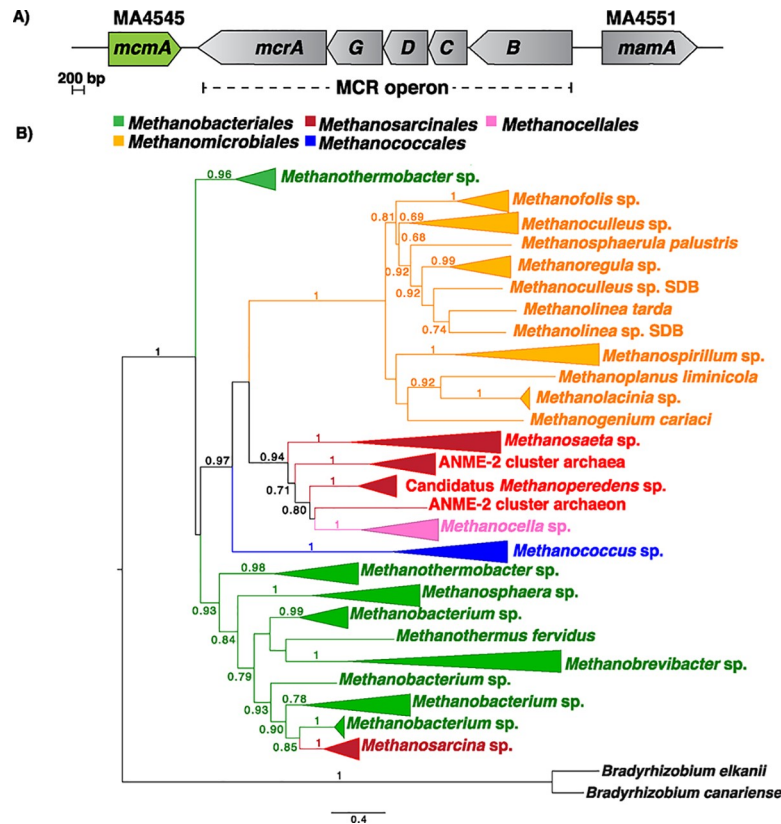 A)
MA4545
MA4551
mcmA
mcrA
G
D
C
B
mamA
200 bp
MCR operon
Methanobacteriales
Methanosarcinales
Methanocellales
Methanomicrobiales
Methanococcales
B)
0.96
Methanothermobacter sp.
1
Methanofolis sp.
0.81
0.69
Methanoculleus sp.
0.68
Methanosphaerula palustris
0.99
Methanoregula sp.
0.92
0.92
Methanoculleus sp. SDB
1
Methanolinea tarda
0.74
Methanolinea sp. SDB
1
1
Methanospirillum sp.
0.92
Methanoplanus liminicola
1
Methanolacinia sp.
Methanogenium cariaci
1
Methanosaeta sp.
0.97
0.94
1
ANME-2 cluster archaea
0.71
1
Candidatus Methanoperedens sp.
0.80
ANME-2 cluster archaeon
1
Methanocella sp.
1
Methanococcus sp.
0.98
Methanothermobacter sp.
0.93
1
Methanosphaera sp.
0.99
Methanobacterium sp.
0.84
Methanothermus fervidus
1
Methanobrevibacter sp.
0.79
Methanobacterium sp.
0.93
0.78
Methanobacterium sp.
0.90
1
Methanobacterium sp.
0.85
1
Methanosarcina sp.
1
Bradyrhizobium elkanii
Bradyrhizobium canariense
0.4